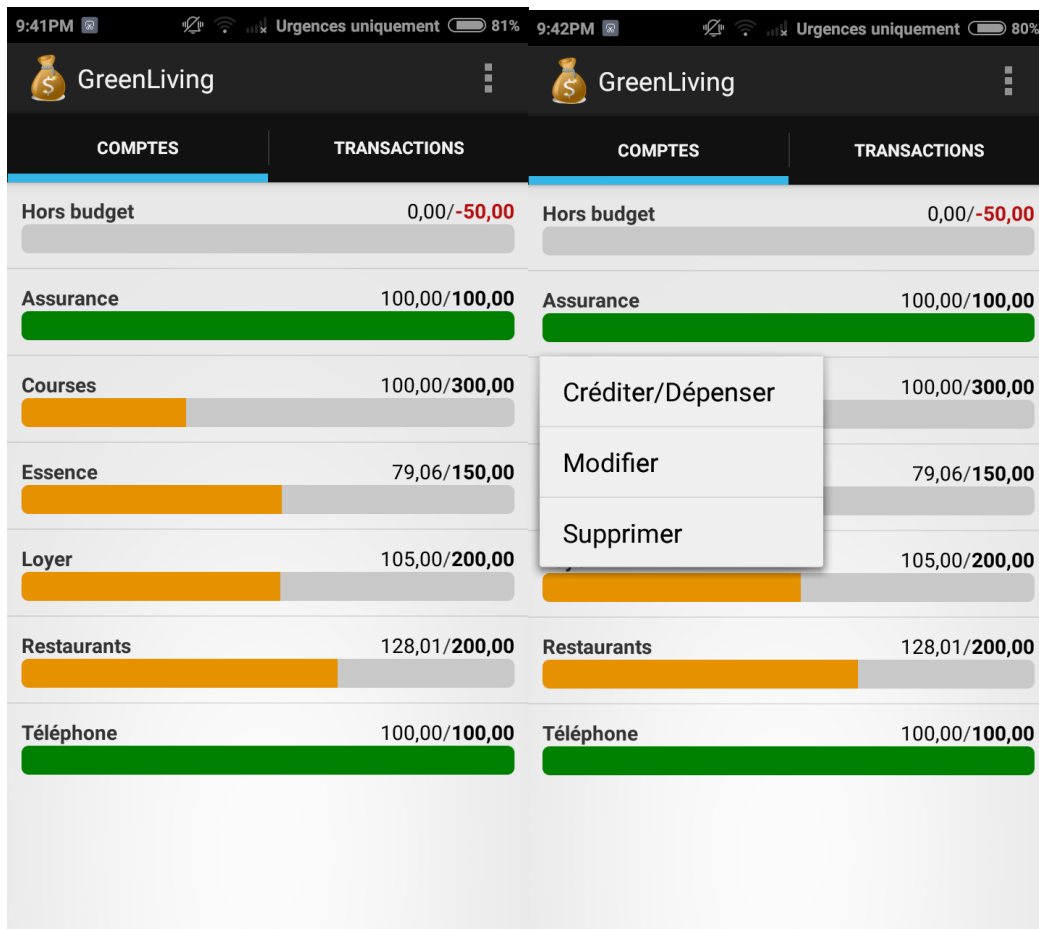 9:41PM Urgences uniquement 81%
GreenLiving
COMPTES TRANSACTIONS
Hors budget 0,00/-50,00
Assurance 100,00/100,00
Courses 100,00/300,00
Essence 79,06/150,00
Loyer 105,00/200,00
Restaurants 128,01/200,00
Téléphone 100,00/100,00
9:42PM Urgences uniquement 80%
GreenLiving
COMPTES TRANSACTIONS
Hors budget 0,00/-50,00
Assurance 100,00/100,00
Créditer/Dépenser
Modifier
Supprimer
100,00/300,00
79,06/150,00
105,00/200,00
Restaurants 128,01/200,00
Téléphone 100,00/100,00